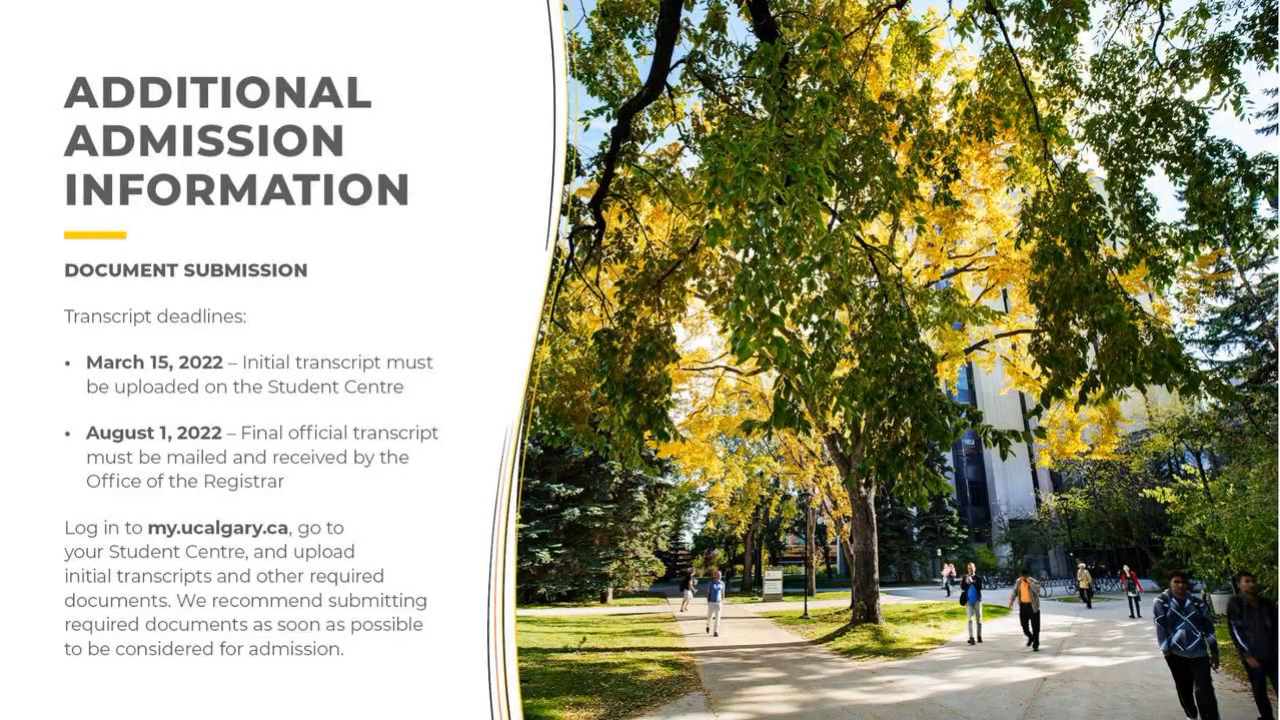 ADDITIONAL
ADMISSION
INFORMATION
DOCUMENT SUBMISSION
Transcript deadlines:
• March 15, 2022 – Initial transcript must
be uploaded on the Student Centre
• August 1, 2022 – Final official transcript
must be mailed and received by the
Office of the Registrar
Log in to my.ucalgary.ca, go to
your Student Centre, and upload
initial transcripts and other required
documents. We recommend submitting
required documents as soon as possible
to be considered for admission.